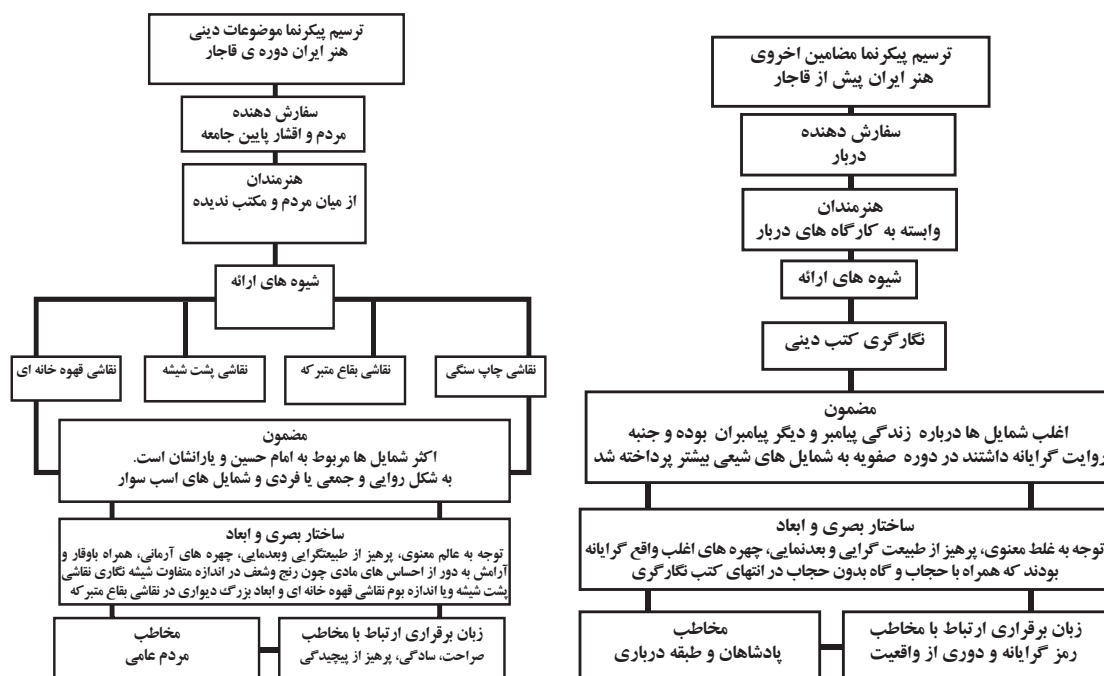 ترسیم پیکرنما مضامین اخروی
هنر ایران پیش از قاجار
سفارش دهنده
دربار
هنرمندان
وابسته به کارگاه های دربار
شیوه های ارائه
نگارگری کتب دینی
مضمون
اغلب شمایل ها درباره زندگی پیامبر و دیگر پیامبران بوده و جنبه
روایت گرایانه داشتند در دوره صفویه به شمایل های شیعی بیشتر پرداخته شد
ساختار بصری و ابعاد
توجه به غلط معنوی، پرهیز از طبیعت گرایی و بعدنمایی، چهره های اغلب واقع گرایانه
بودند که همراه با حجاب و گاه بدون حجاب در انتهای کتب نگارگری
زبان برقراری ارتباط با مخاطب
رمز گرایانه و دوری از واقعیت
مخاطب
پادشاهان و طبقه درباری
ترسیم پیکرنما موضوعات دینی
هنر ایران دوره ی قاجار
سفارش دهنده
مردم و اقشار پایین جامعه
هنرمندان
از میان مردم و مکتب ندیده
شیوه های ارائه
نقاشی چاپ سنگی
نقاشی بقاع متبرکه
نقاشی پشت شیشه
نقاشی قهوه خانه ای
مضمون
اکثر شمایل ها مربوط به امام حسین و یارانشان است.
به شکل روایی و جمعی یا فردی و شمایل های اسب سوار
ساختار بصری و ابعاد
توجه به عالم معنوی، پرهیز از طبیعتگرایی وبعدمایی، چهره های آرمانی، همراه باوقار و
آرامش به دور از احساس های مادی چون رنج وشعف در اندازه متفاوت شیشه نگاری نقاشی
پشت شیشه ویا اندازه بوم نقاشی قهوه خانه ای و ابعاد بزرگ دیواری در نقاشی بقاع متبرکه
زبان برقراری ارتباط با مخاطب
صراحت، سادگی، پرهیز از پیچیدگی
مخاطب
مردم عامی